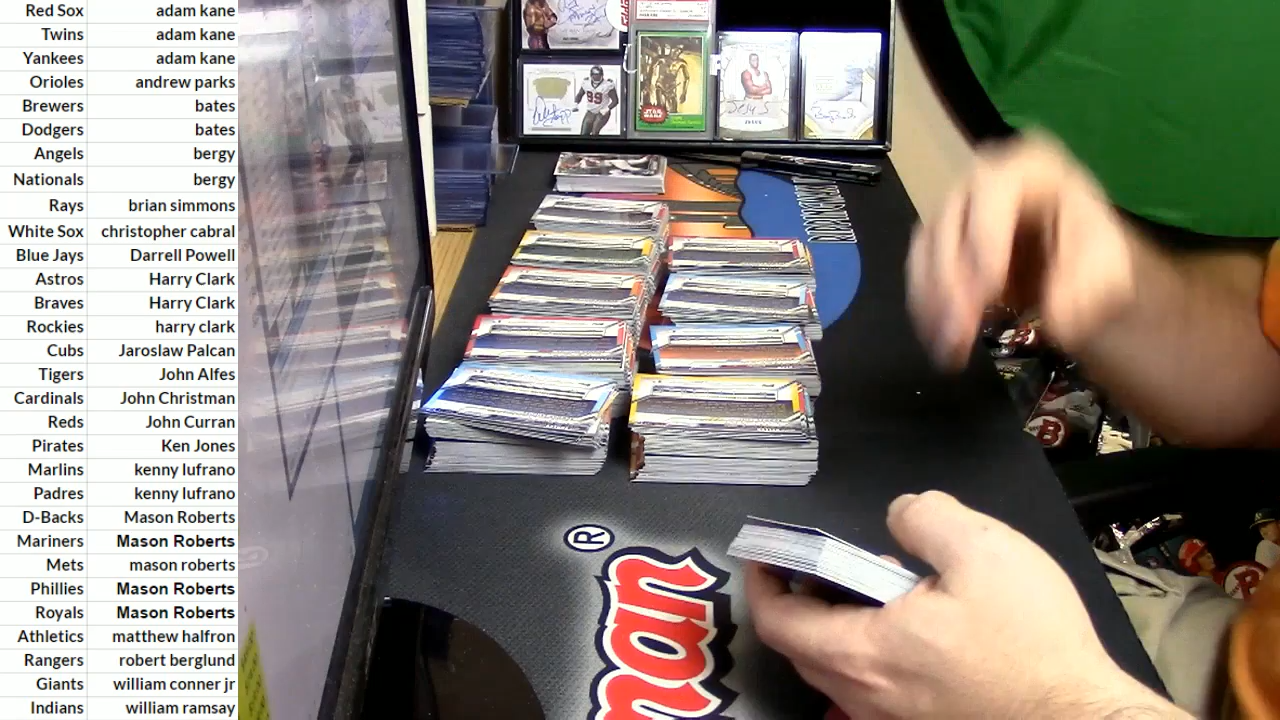 Red Sox adam kane
Twins adam kane
Yankees adam kane
Orioles andrew parks
Brewers bates
Dodgers bates
Angels bergy
Nationals bergy
Rays brian simmons
White Sox christopher cabral
Blue Jays Darrell Powell
Astros Harry Clark
Braves Harry Clark
Rockies harry clark
Cubs Jaroslaw Palcan
Tigers John Alfes
Cardinals John Christman
Reds John Curran
Pirates Ken Jones
Marlins kenny lufrano
Padres kenny lufrano
D-Backs Mason Roberts
Mariners Mason Roberts
Mets mason roberts
Phillies Mason Roberts
Royals Mason Roberts
Athletics matthew halfron
Rangers robert berglund
Giants william conner jr
Indians william ramsay
STAR WARS
®
man
B
B